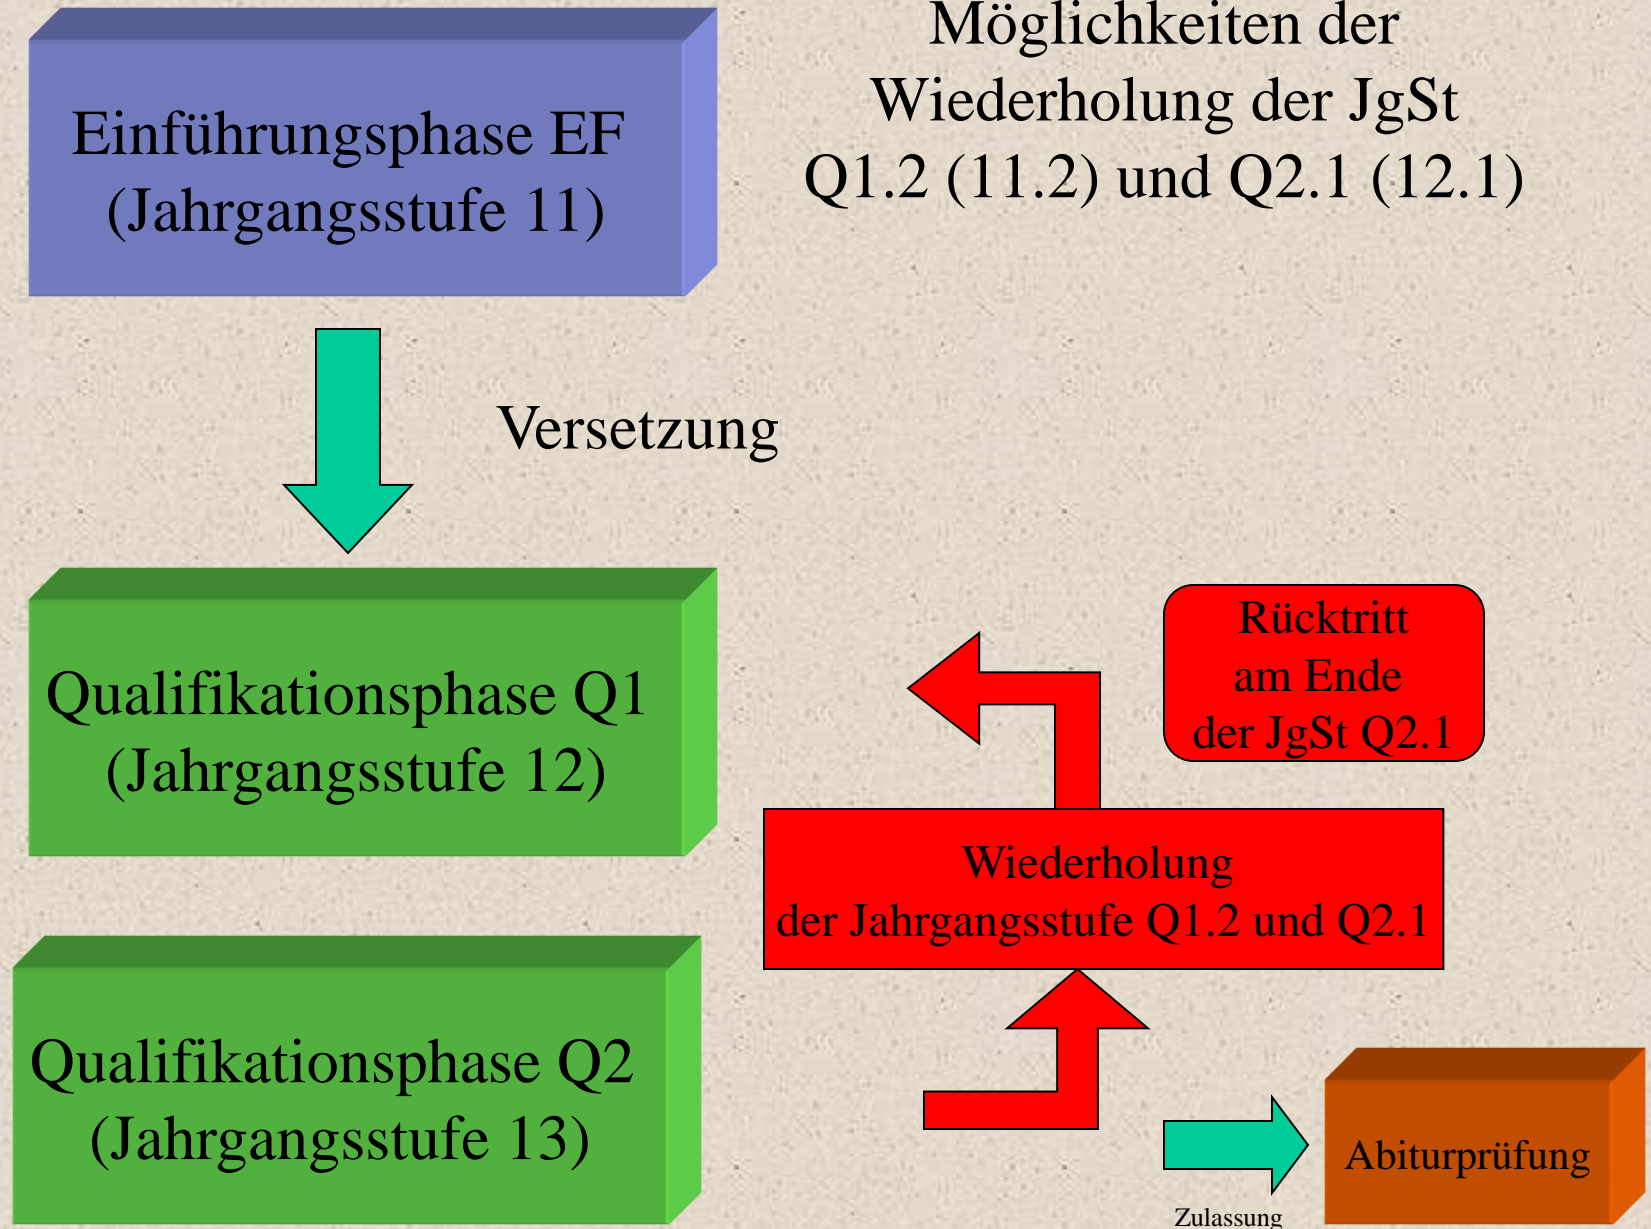 Möglichkeiten der
Wiederholung der JgSt
Q1.2 (11.2) und Q2.1 (12.1)
Einführungsphase EF
(Jahrgangsstufe 11)
Versetzung
Qualifikationsphase Q1
(Jahrgangsstufe 12)
Rücktritt
am Ende
der JgSt Q2.1
Wiederholung
der Jahrgangsstufe Q1.2 und Q2.1
Qualifikationsphase Q2
(Jahrgangsstufe 13)
Zulassung
Abiturprüfung